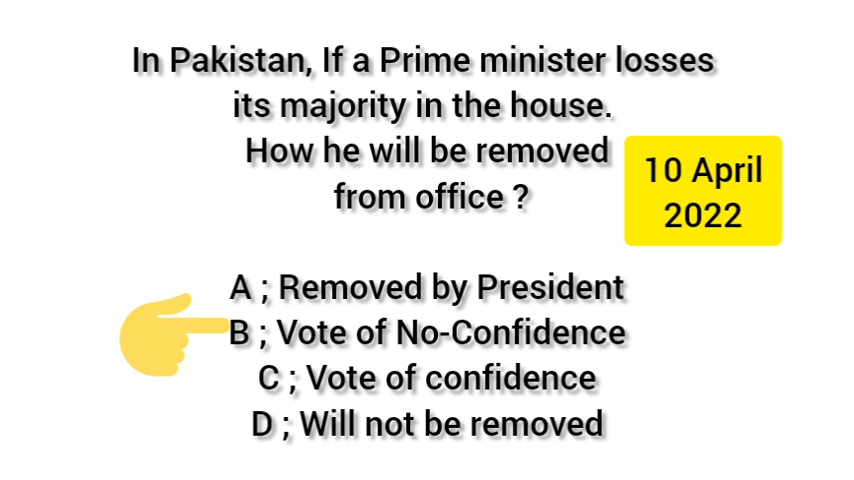 In Pakistan, If a Prime minister losses
its majority in the house.
How he will be removed
from office ?
10 April
2022
A ; Removed by President
B ; Vote of No-Confidence
C ; Vote of confidence
D ; Will not be removed